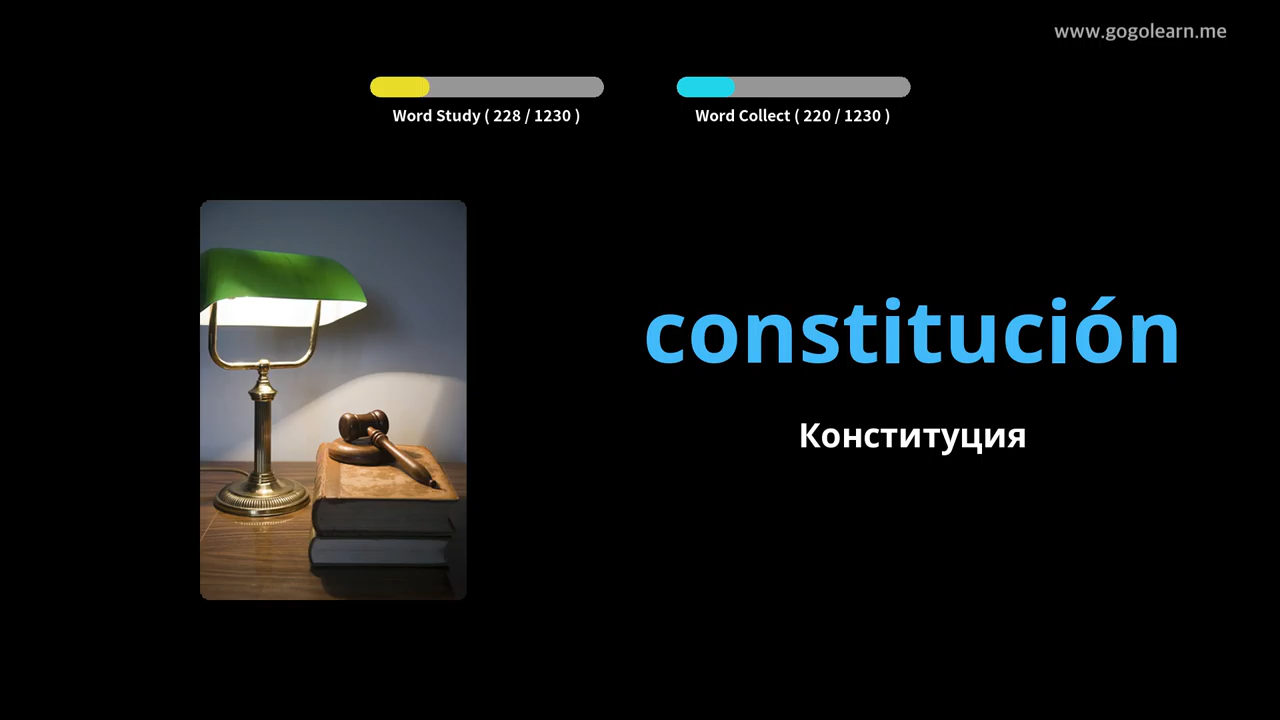 www.gogolearn.me
Word Study ( 228 / 1230 )
Word Collect ( 220 / 1230 )
constitución
Конституция